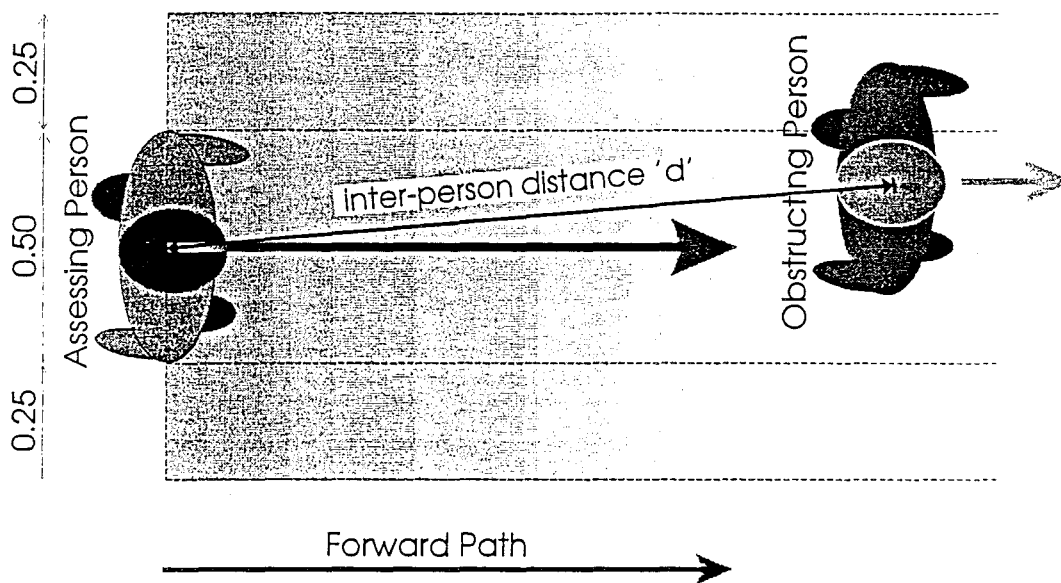 0.25
0.50
0.25
Assessing Person
inter-person distance 'd'
Obstructing Person
Forward Path